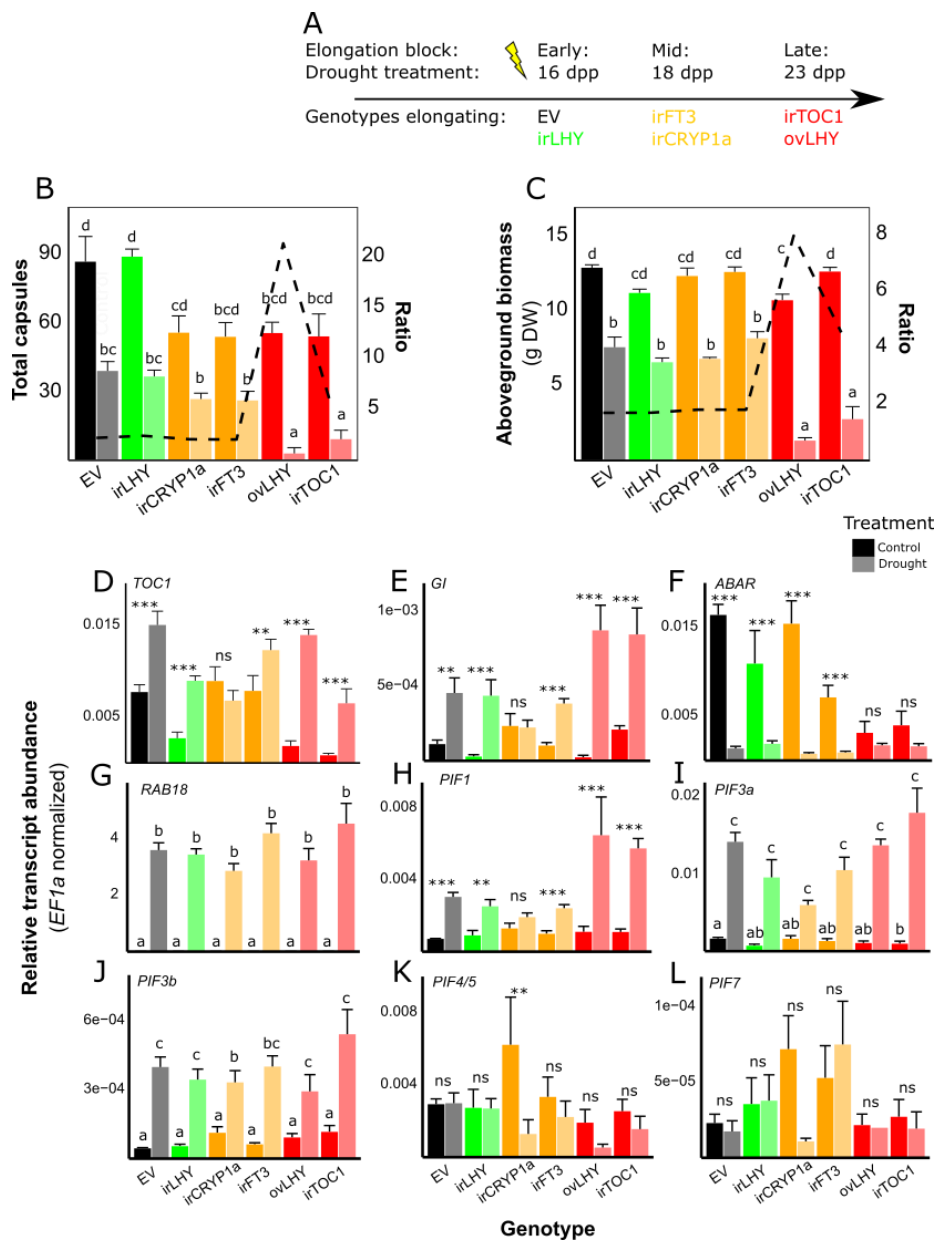 A
Elongation block: Early: Mid: Late:
Drought treatment: 16 dpp 18 dpp 23 dpp
Genotypes elongating: EV irFT3 irTOC1
irLHY irCRYP1a ovLHY
B
Total capsules
90
60
30
d d cd bcd bcd bcd
bc bc b b a a
20
15
10
5
Ratio
EV irLHY irCRYP1a irFT3 ovLHY irTOC1
C
Aboveground biomass
(g DW)
15
10
5
d cd cd cd c d
b b b b a a
8
6
4
2
Ratio
EV irLHY irCRYP1a irFT3 ovLHY irTOC1
Treatment
Control
Drought
Relative transcript abundance
(EF1a normalized)
D TOC1
0.015
0.005
*** *** ns ** *** ***
E GI
1e−03
5e−04
** *** ns *** *** ***
F ABAR
0.015
0.005
*** *** *** *** ns ns
G RAB18
4
2
a b a b a b a b a b a b
H PIF1
0.008
0.004
*** ** ns *** *** ***
I PIF3a
0.02
0.01
a c ab c ab c ab c ab c b c
J PIF3b
6e−04
3e−04
a c a c a b a bc a c a c
EV irLHY irCRYP1a irFT3 ovLHY irTOC1
K PIF4/5
0.008
0.004
ns ns ** ns ns ns
EV irLHY irCRYP1a irFT3 ovLHY irTOC1
L PIF7
1e−04
5e−05
ns ns ns ns ns ns
EV irLHY irCRYP1a irFT3 ovLHY irTOC1
Genotype